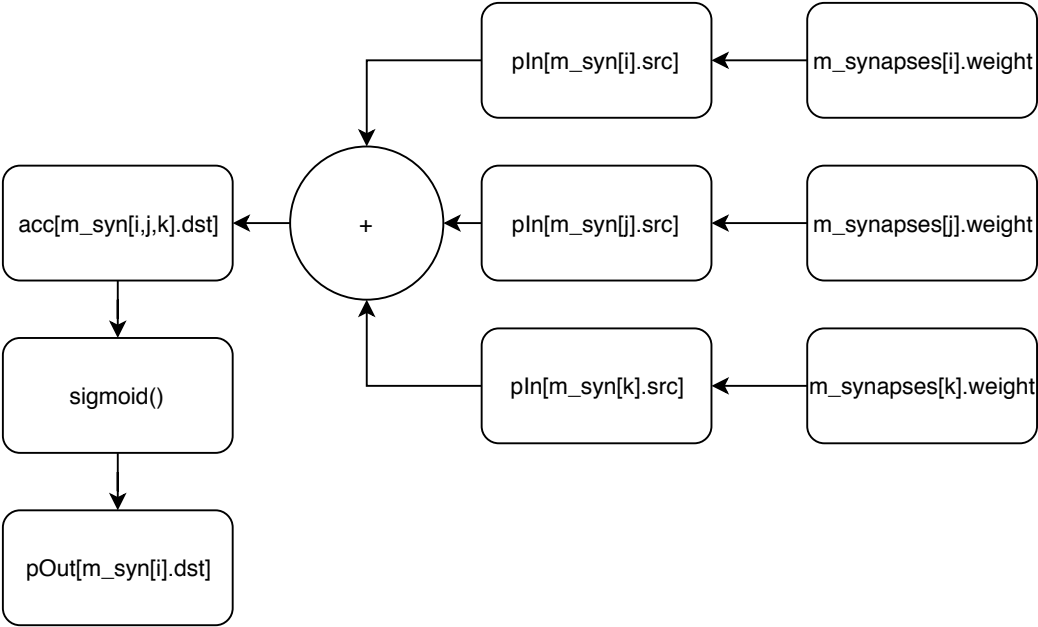 pIn[m_syn[i].src]
m_synapses[i].weight
acc[m_syn[i,j,k].dst]
+
pIn[m_syn[j].src]
m_synapses[j].weight
sigmoid()
pIn[m_syn[k].src]
m_synapses[k].weight
pOut[m_syn[i].dst]